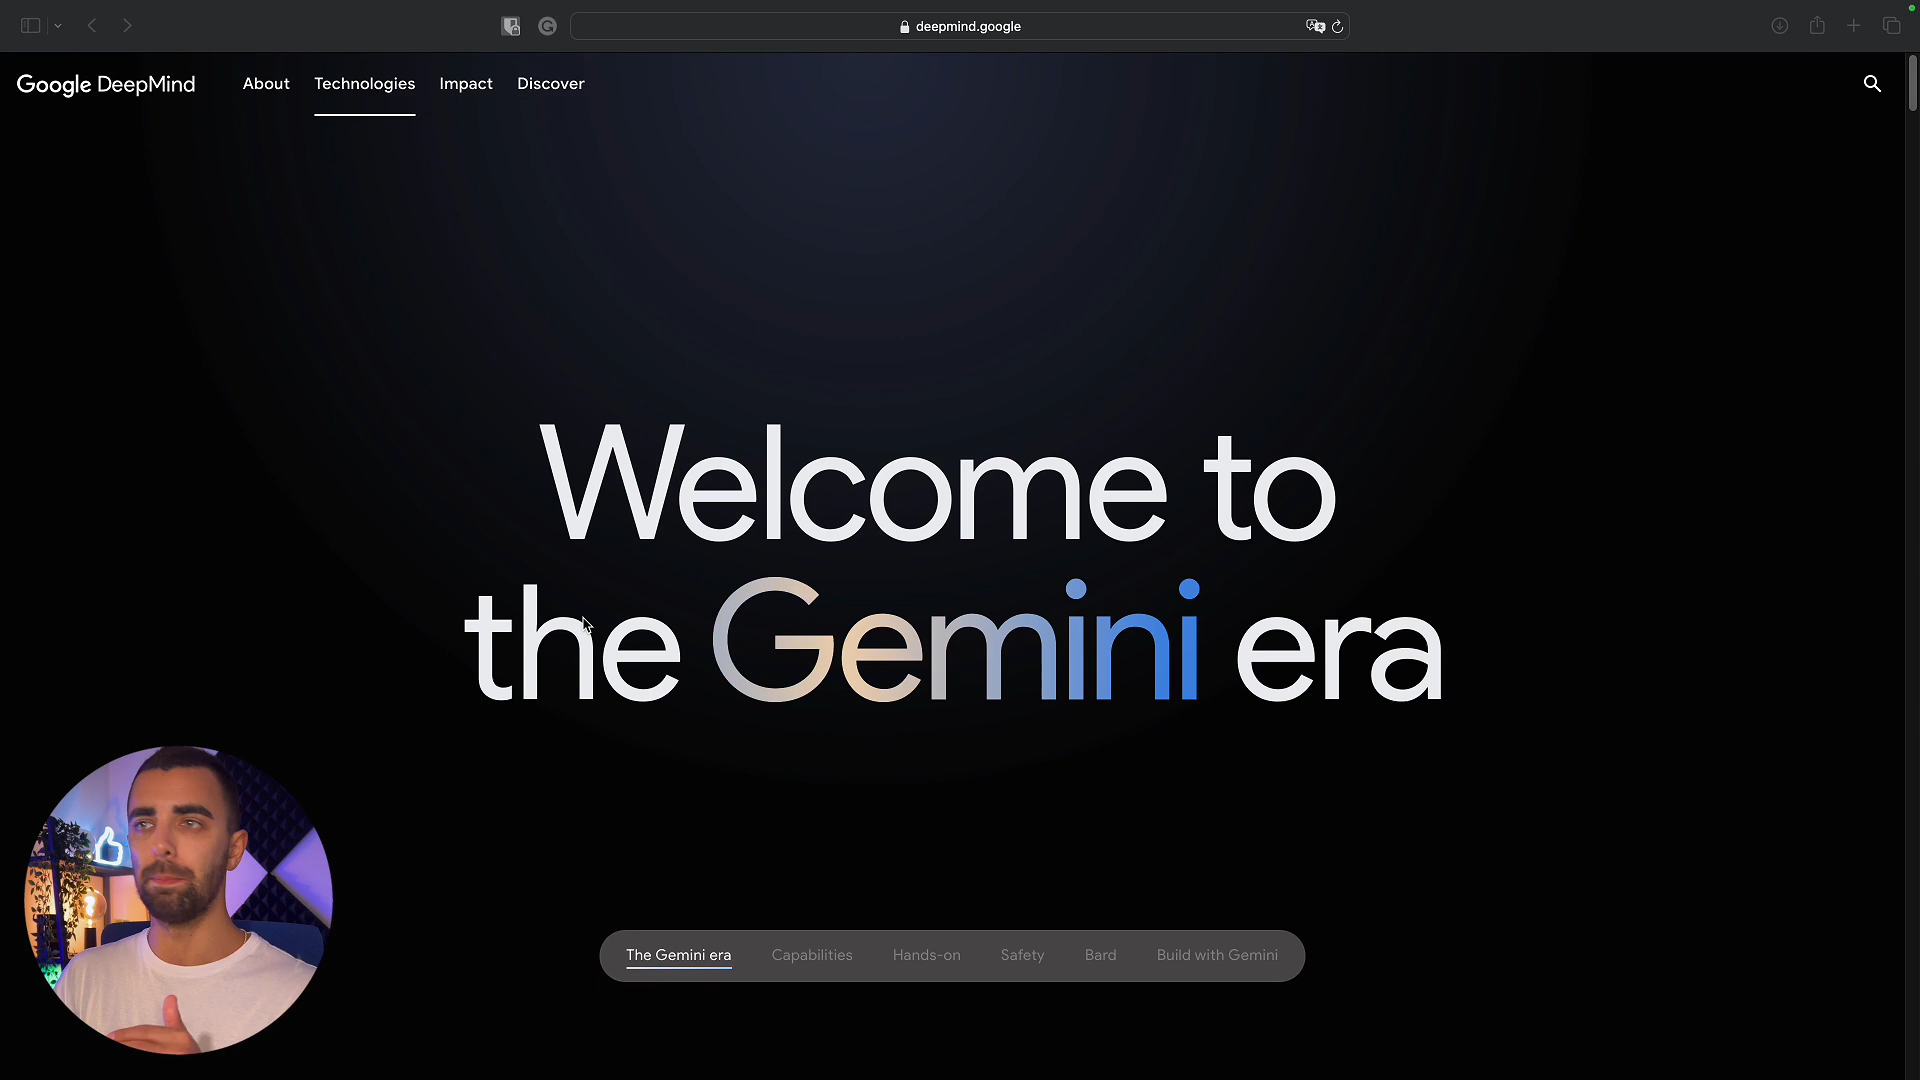 deepmind.google
Google DeepMind About Technologies Impact Discover
Welcome to
the Gemini era
The Gemini era Capabilities Hands-on Safety Bard Build with Gemini